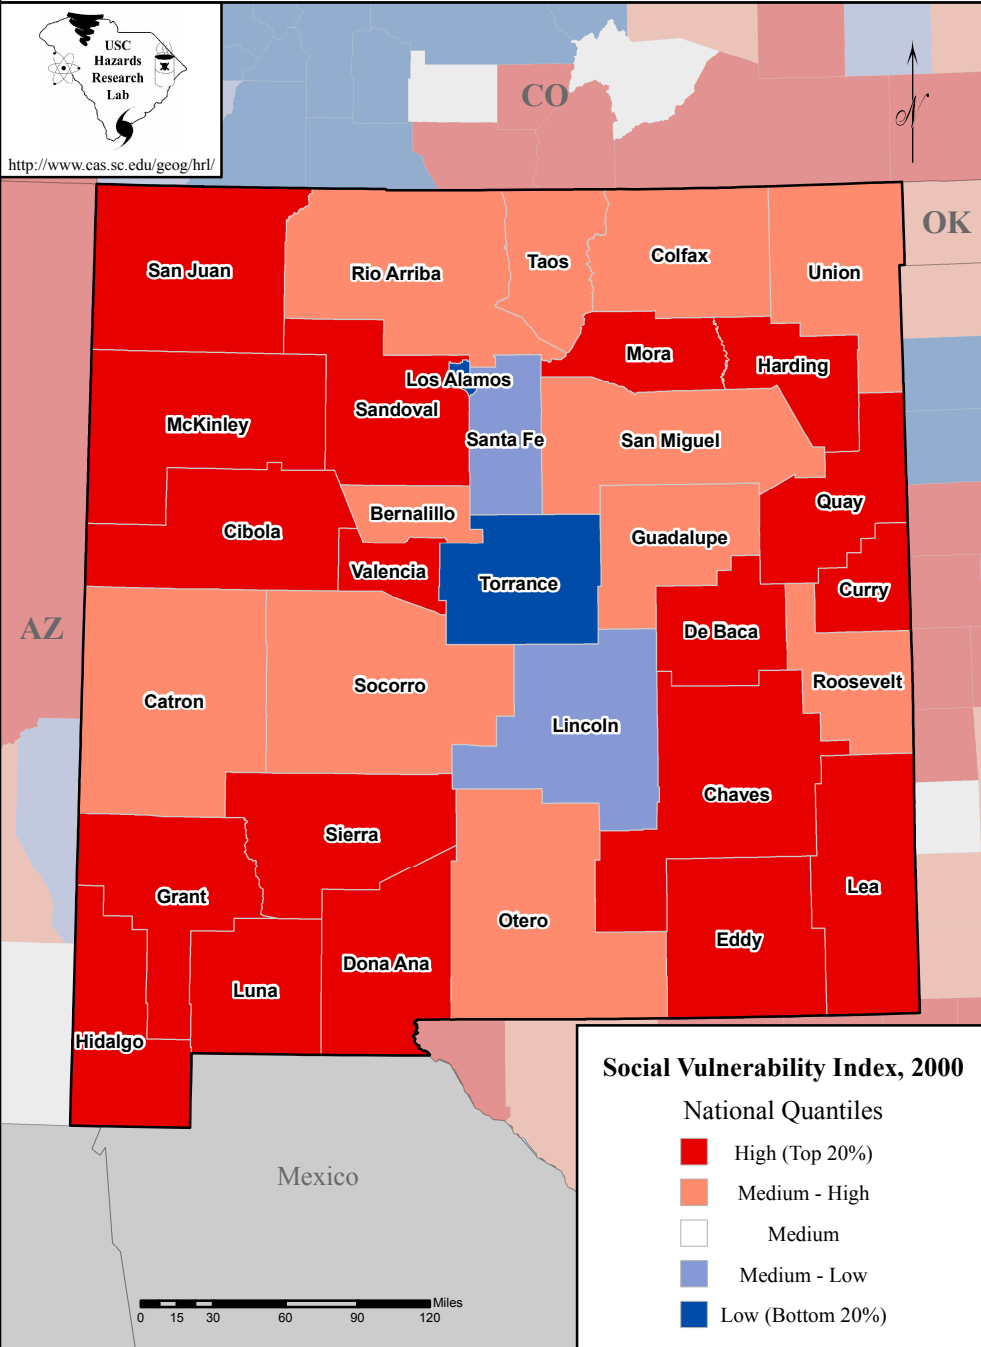 USC
Hazards
Research
Lab
http://www.cas.sc.edu/geog/hrl/
CO
N
OK
San Juan
Rio Arriba
Taos
Colfax
Union
Mora
Harding
Los Alamos
Sandoval
McKinley
Santa Fe
San Miguel
Quay
Bernalillo
Cibola
Guadalupe
Valencia
Torrance
Curry
AZ
De Baca
Roosevelt
Socorro
Catron
Lincoln
Chaves
Sierra
Grant
Lea
Otero
Eddy
Dona Ana
Luna
Hidalgo
Mexico
Social Vulnerability Index, 2000
National Quantiles
High (Top 20%)
Medium - High
Medium
Medium - Low
Low (Bottom 20%)
Miles
0 15 30 60 90 120